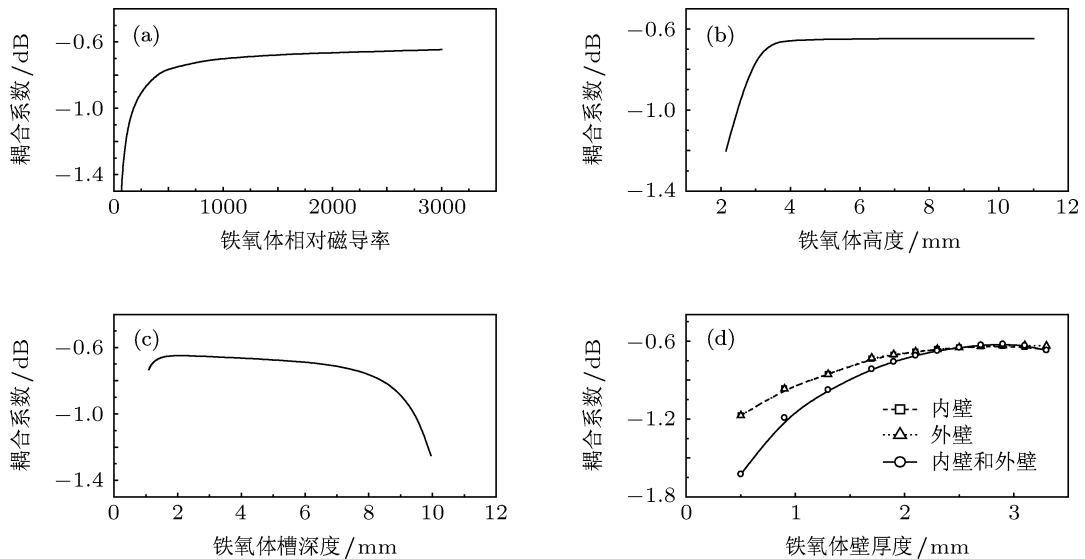 (a)
耦合系数/dB
−0.6
−1.0
−1.4
0 1000 2000 3000
铁氧体相对磁导率
(b)
耦合系数/dB
−0.6
−1.0
−1.4
2 4 6 8 10 12
铁氧体高度/mm
(c)
耦合系数/dB
−0.6
−1.0
−1.4
0 2 4 6 8 10 12
铁氧体槽深度/mm
(d)
耦合系数/dB
−0.6
−1.2
−1.8
内壁
外壁
内壁和外壁
0 1 2 3
铁氧体壁厚度/mm